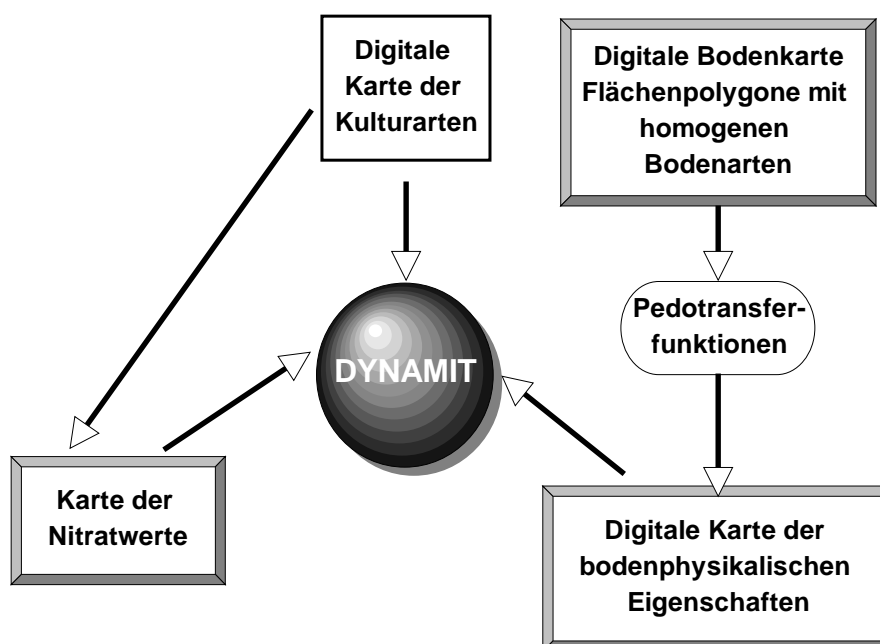 Digitale
Karte der
Kulturarten
Digitale Bodenkarte
Flächenpolygone mit
homogenen
Bodenarten
Pedotransfer-
funktionen
DYNAMIT
Karte der
Nitratwerte
Digitale Karte der
bodenphysikalischen
Eigenschaften